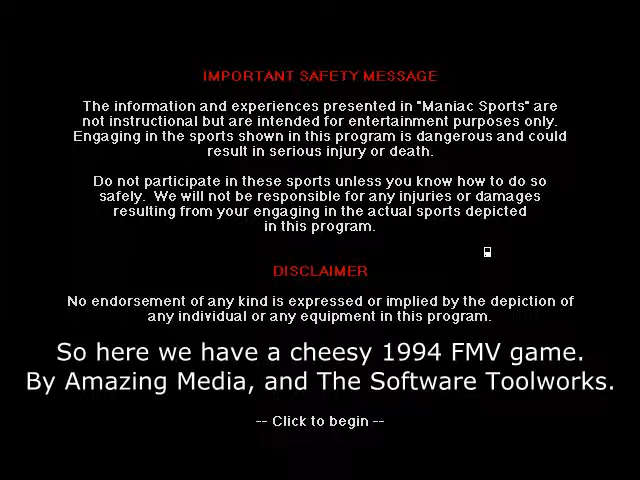 IMPORTANT SAFETY MESSAGE
The information and experiences presented in "Maniac Sports" are
not instructional but are intended for entertainment purposes only.
Engaging in the sports shown in this program is dangerous and could
result in serious injury or death.
Do not participate in these sports unless you know how to do so
safely. We will not be responsible for any injuries or damages
resulting from your engaging in the actual sports depicted
in this program.
DISCLAIMER
No endorsement of any kind is expressed or implied by the depiction of
any individual or any equipment in this program.
So here we have a cheesy 1994 FMV game.
By Amazing Media, and The Software Toolworks.
-- Click to begin --